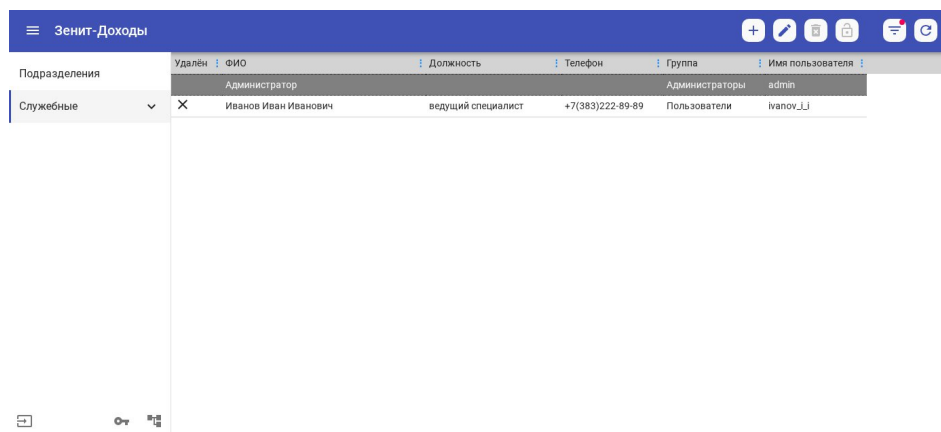 Зенит-Доходы
Подразделения
Служебные
Удалён ФИО Должность Телефон Группа Имя пользователя
Администратор Администраторы admin
Иванов Иван Иванович ведущий специалист +7(383)222-89-89 Пользователи ivanov_i_i